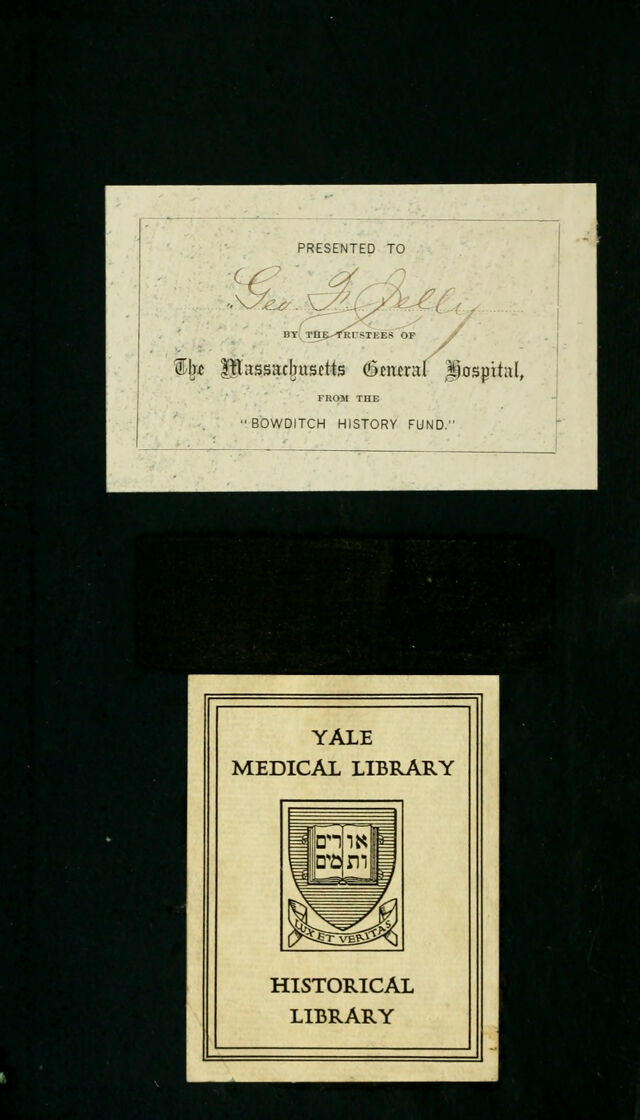 PRESENTED TO
Geo. F. Jelly
BY THE TRUSTEES OF
The Massachusetts General Hospital,
FROM THE
"BOWDITCH HISTORY FUND."
YALE
MEDICAL LIBRARY
אורים
ותמים
LUX ET VERITAS
HISTORICAL
LIBRARY